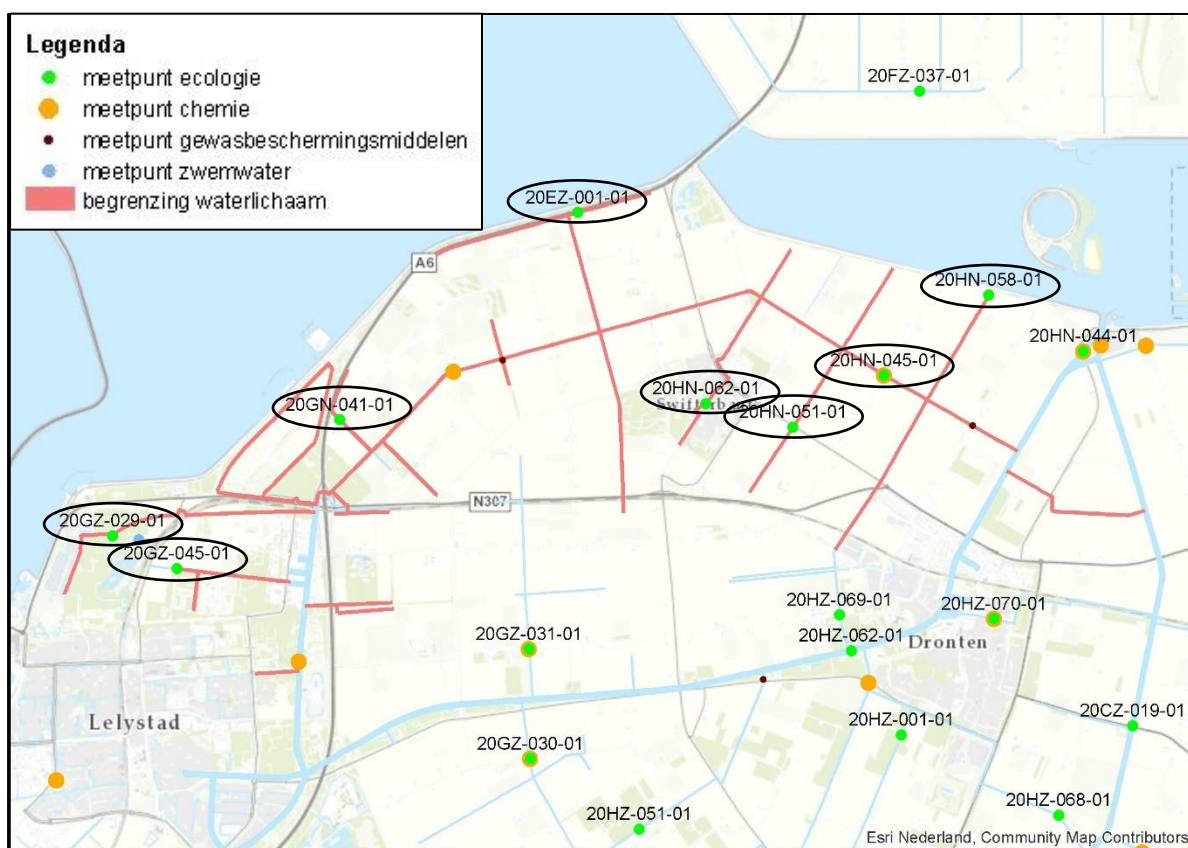 Legenda
meetpunt ecologie
meetpunt chemie
meetpunt gewasbeschermingsmiddelen
meetpunt zwemwater
begrenzing waterlichaam
20FZ-037-01
20EZ-001-01
A6
20HN-058-01
20HN-044-01
20HN-045-01
20HN-062-01
20GN-041-01
20HN-051-01
N307
20GZ-029-01
20GZ-045-01
20HZ-069-01
20HZ-070-01
20GZ-031-01
20HZ-062-01
Dronten
Lelystad
20HZ-001-01
20CZ-019-01
20GZ-030-01
20HZ-068-01
20HZ-051-01
Esri Nederland, Community Map Contributors